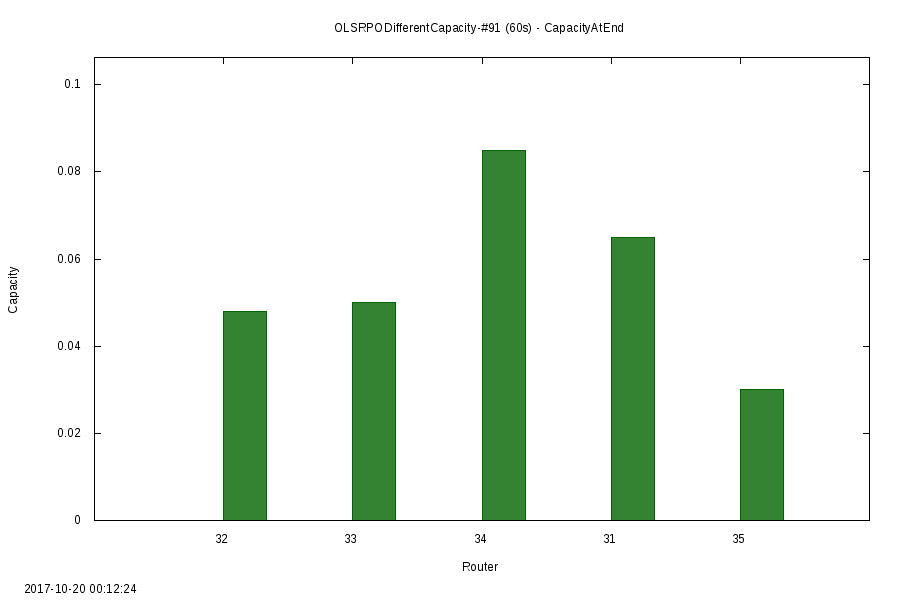 OLSRPODifferentCapacity-#91 (60s) - CapacityAtEnd
0.1
0.08
0.06
0.04
0.02
0
Capacity
32 33 34 31 35
Router
2017-10-20 00:12:24